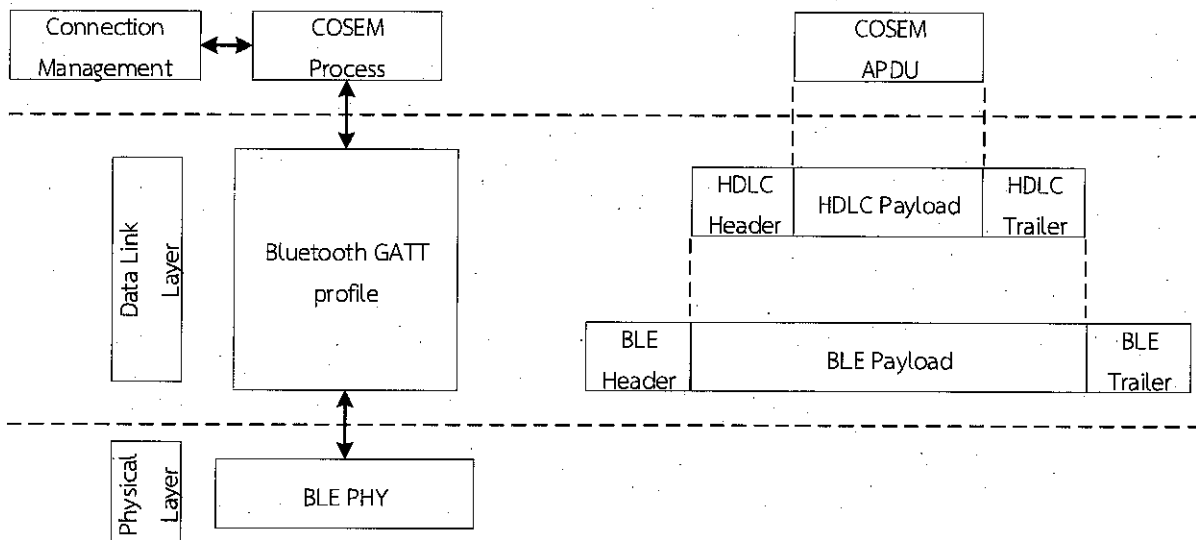 Connection
Management
COSEM
Process
COSEM
APDU
Data Link
Layer
Bluetooth GATT
profile
HDLC
Header
HDLC Payload
HDLC
Trailer
BLE
Header
BLE Payload
BLE
Trailer
Physical
Layer
BLE PHY